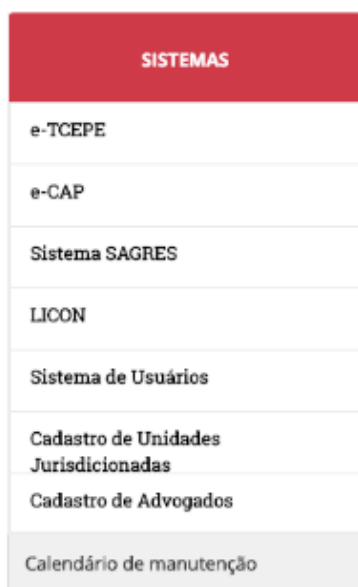 SISTEMAS
e-TCEPE
e-CAP
Sistema SAGRES
LICON
Sistema de Usuários
Cadastro de Unidades
Jurisdicionadas
Cadastro de Advogados
Calendário de manutenção